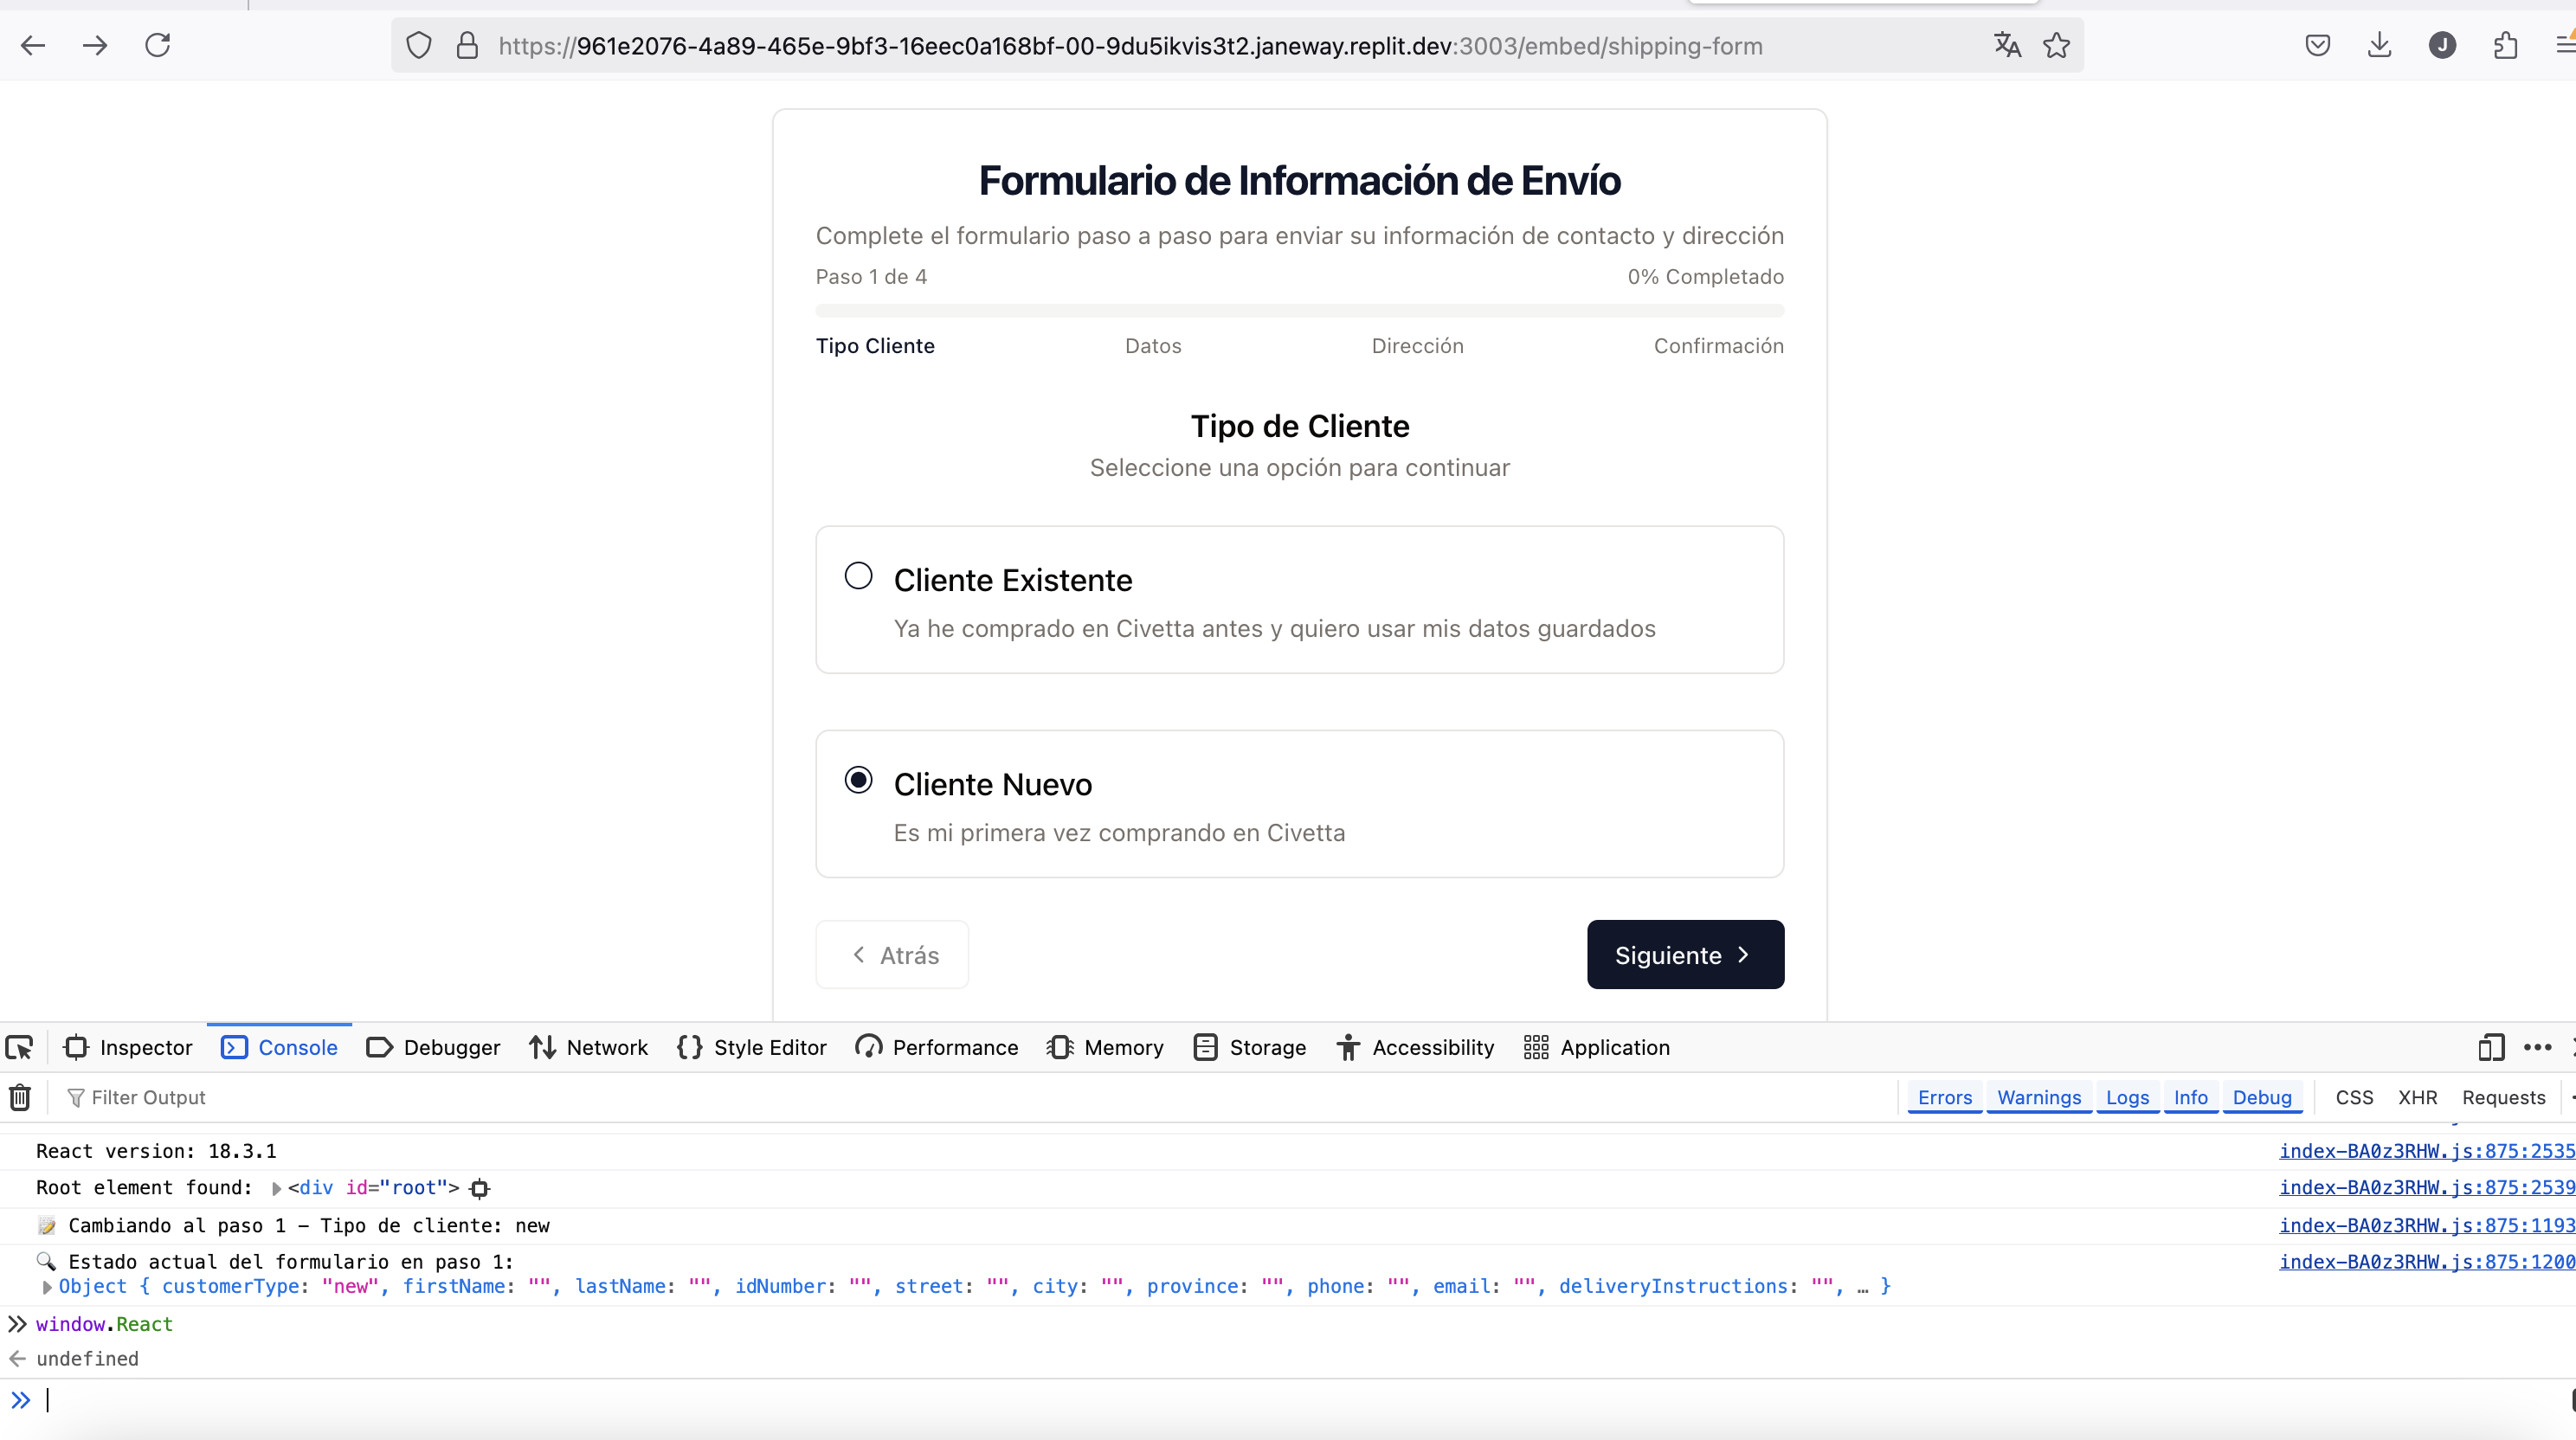 https://961e2076-4a89-465e-9bf3-16eec0a168bf-00-9du5ikvis3t2.janeway.replit.dev:3003/embed/shipping-form
J
Formulario de Información de Envío
Complete el formulario paso a paso para enviar su información de contacto y dirección
Paso 1 de 4 0% Completado
Tipo Cliente Datos Dirección Confirmación
Tipo de Cliente
Seleccione una opción para continuar
Cliente Existente
Ya he comprado en Civetta antes y quiero usar mis datos guardados
Cliente Nuevo
Es mi primera vez comprando en Civetta
Atrás Siguiente
Inspector Console Debugger Network Style Editor Performance Memory Storage Accessibility Application
Filter Output Errors Warnings Logs Info Debug CSS XHR Requests
React version: 18.3.1 index-BA0z3RHW.js:875:2535
Root element found: <div id="root"> index-BA0z3RHW.js:875:2539
📝 Cambiando al paso 1 - Tipo de cliente: new index-BA0z3RHW.js:875:1193
🔍 Estado actual del formulario en paso 1: index-BA0z3RHW.js:875:1200
Object { customerType: "new", firstName: "", lastName: "", idNumber: "", street: "", city: "", province: "", phone: "", email: "", deliveryInstructions: "", … }
window.React
undefined